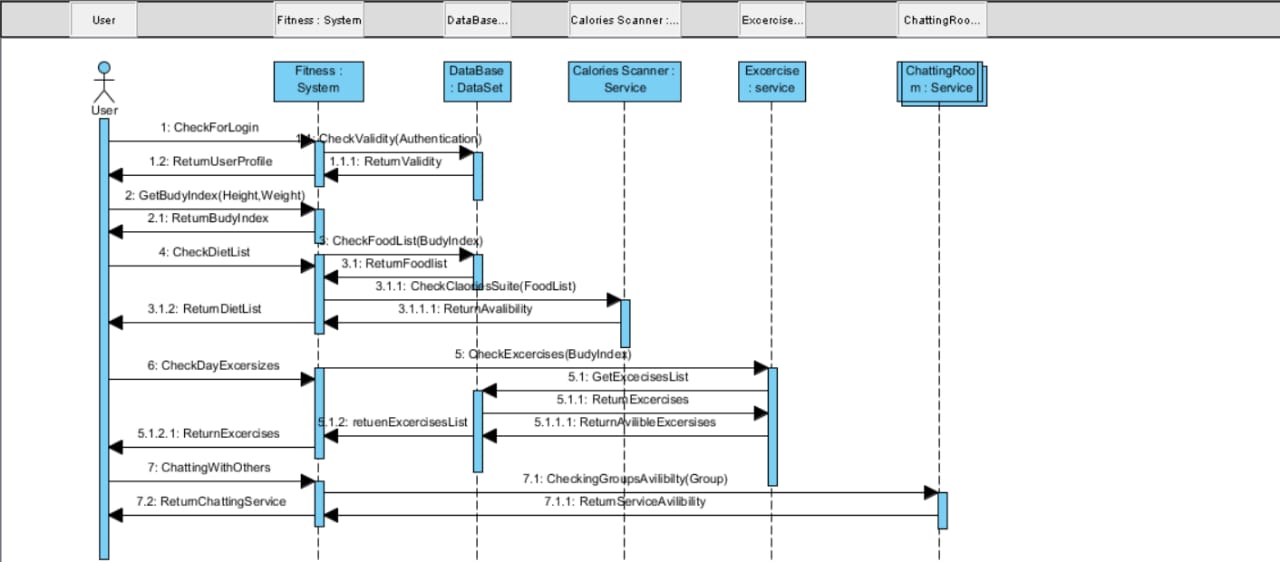 User
Fitness : System
DataBase...
Calories Scanner :...
Excercise...
ChattingRoo...
Fitness :
System
DataBase
: DataSet
Calories Scanner :
Service
Excercise
: service
ChattingRoo
m : Service
User
1: CheckForLogin
1.1: CheckValidity(Authentication)
1.2: ReturnUserProfile
1.1.1: ReturnValidity
2: GetBudyIndex(Height,Weight)
2.1: ReturnBudyIndex
3: CheckFoodList(BudyIndex)
4: CheckDietList
3.1: ReturnFoodlist
3.1.1: CheckClaoriesSuite(FoodList)
3.1.2: ReturnDietList
3.1.1.1: ReturnAvalibility
5: CheckExcercises(BudyIndex)
6: CheckDayExcersizes
5.1: GetExcecisesList
5.1.1: ReturnExcercises
5.1.2: retuenExcercisesList
5.1.1.1: ReturnAvilibleExcersises
5.1.2.1: ReturnExcercises
7: ChattingWithOthers
7.1: CheckingGroupsAvilibilty(Group)
7.2: ReturnChattingService
7.1.1: ReturnServiceAvilibility